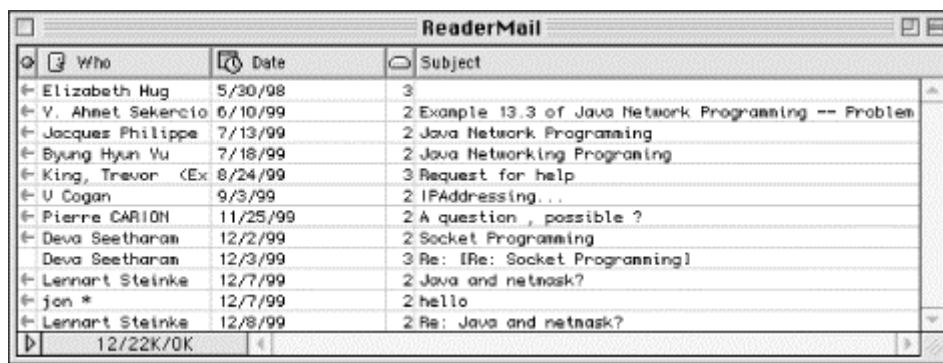 ReaderMail
Who Date Subject
Elizabeth Hug 5/30/98 3
V. Ahmet Sekercio 6/10/99 2 Example 13.3 of Java Network Programming -- Problem
Jacques Philippe 7/13/99 2 Java Network Programming
Byung Hyun Yu 7/18/99 2 Java Networking Programing
King, Trevor (Ex 8/24/99 3 Request for help
V Cogan 9/3/99 2 IPAddressing...
Pierre CARION 11/25/99 2 A question , possible ?
Deva Seetharam 12/2/99 2 Socket Programming
Deva Seetharam 12/3/99 3 Re: [Re: Socket Programming]
Lennart Steinke 12/7/99 2 Java and netmask?
jon * 12/7/99 2 hello
Lennart Steinke 12/8/99 2 Re: Java and netmask?
12/22K/0K